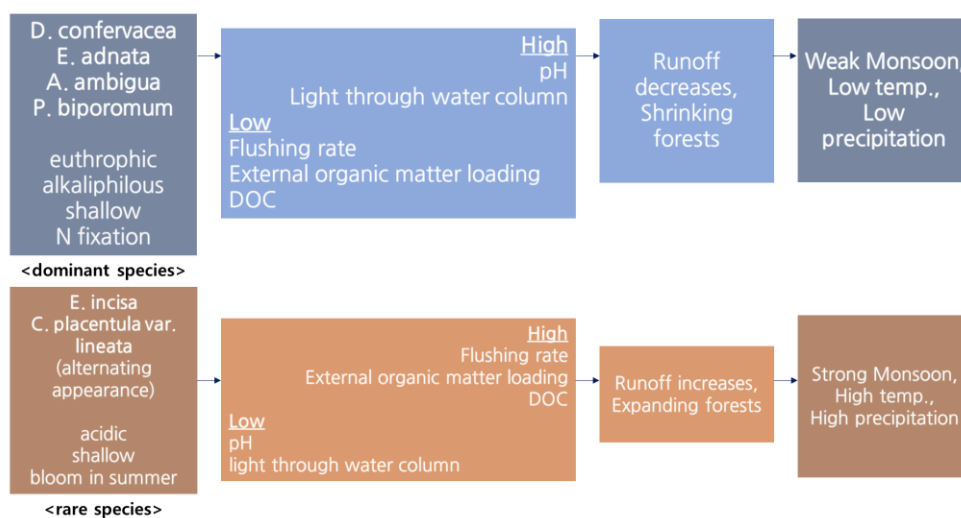 D. confervacea
E. adnata
A. ambigua
P. biporomum
euthrophic
alkaliphilous
shallow
N fixation
<dominant species>
High
pH
Light through water column
Low
Flushing rate
External organic matter loading
DOC
Runoff
decreases,
Shrinking
forests
Weak Monsoon,
Low temp.,
Low
precipitation
E. incisa
C. placentula var.
lineata
(alternating
appearance)
acidic
shallow
bloom in summer
<rare species>
High
Flushing rate
External organic matter loading
DOC
Low
pH
light through water column
Runoff increases,
Expanding forests
Strong Monsoon,
High temp.,
High precipitation